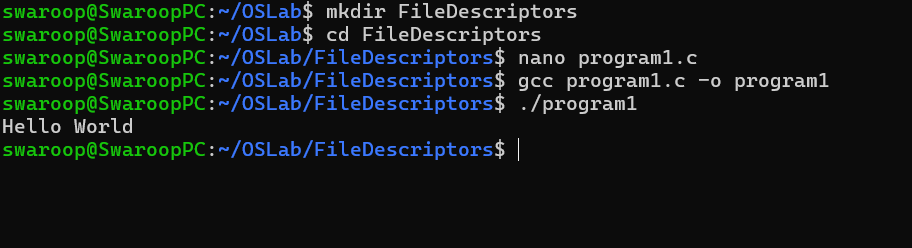 swaroop@SwaroopPC:~/OSLab$ mkdir FileDescriptors
swaroop@SwaroopPC:~/OSLab$ cd FileDescriptors
swaroop@SwaroopPC:~/OSLab/FileDescriptors$ nano program1.c
swaroop@SwaroopPC:~/OSLab/FileDescriptors$ gcc program1.c -o program1
swaroop@SwaroopPC:~/OSLab/FileDescriptors$ ./program1
Hello World
swaroop@SwaroopPC:~/OSLab/FileDescriptors$